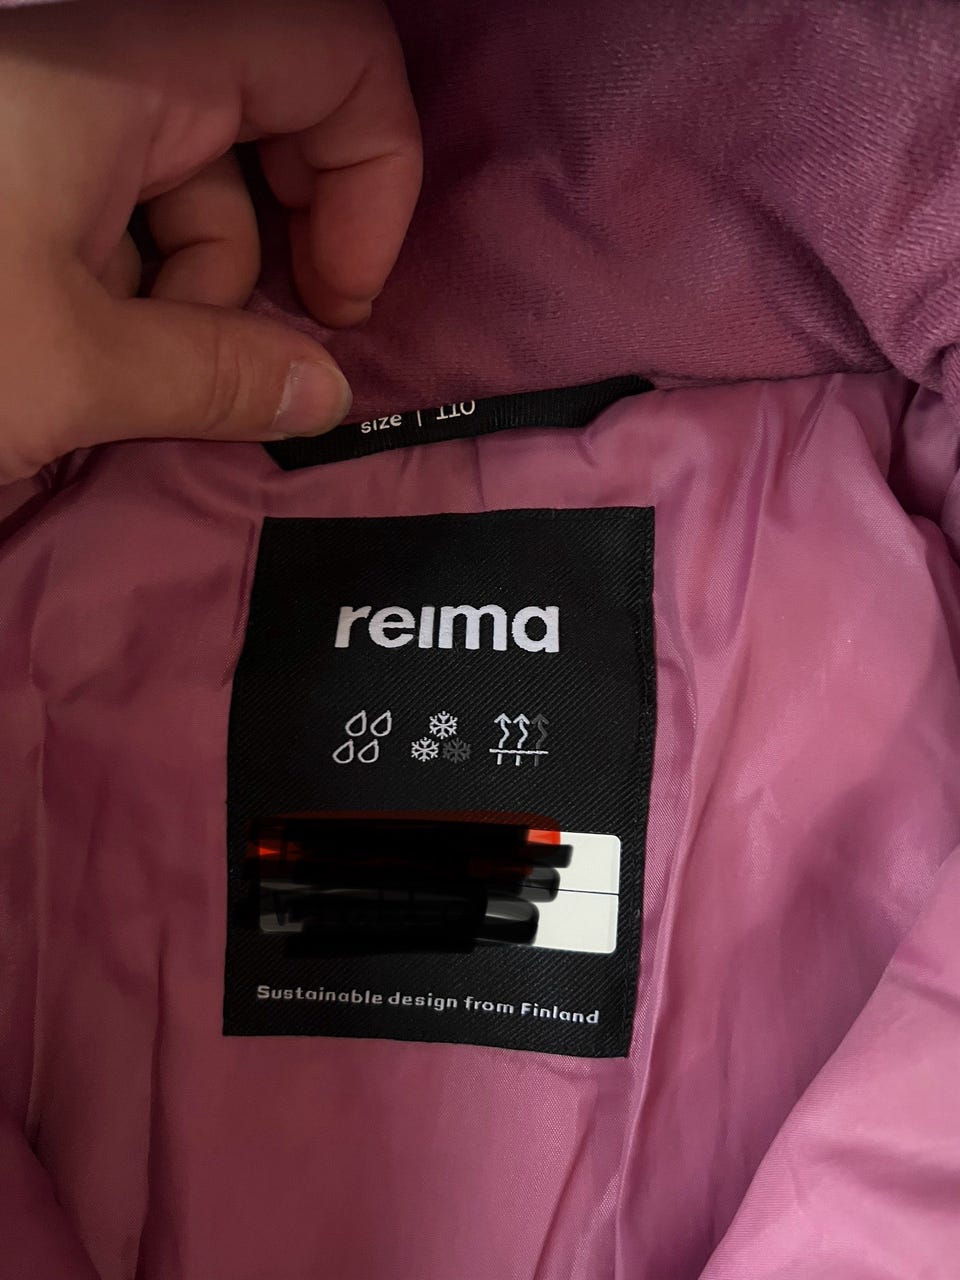 size | 110
reima
Sustainable design from Finland